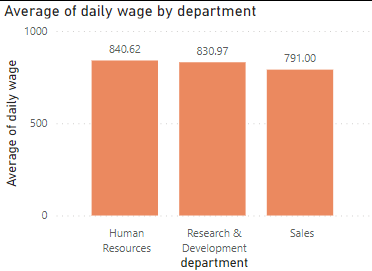 Average of daily wage by department
1000
500
0
Average of daily wage
840.62
830.97
791.00
Human
Resources
Research &
Development
Sales
department